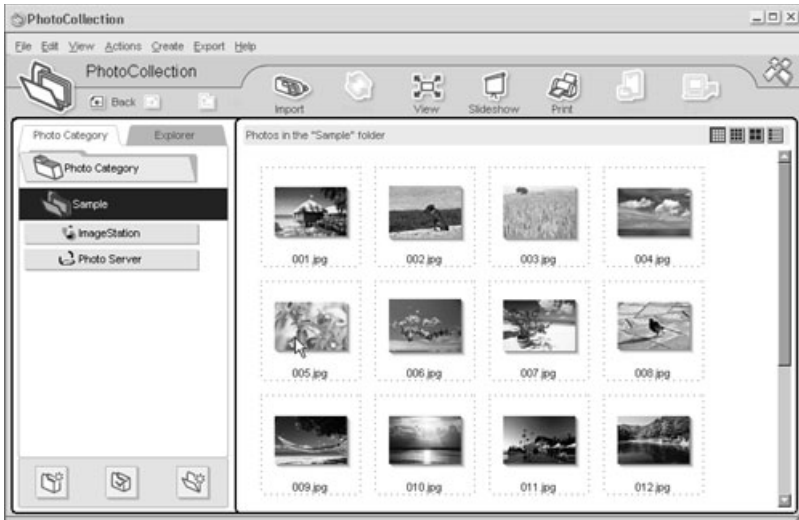 PhotoCollection
File Edit View Actions Create Export Help
PhotoCollection
Back
Import View Slideshow Print
Photo Category Explorer
Photos in the "Sample" folder
Photo Category
Sample
ImageStation
Photo Server
001.jpg 002.jpg 003.jpg 004.jpg
005.jpg 006.jpg 007.jpg 008.jpg
009.jpg 010.jpg 011.jpg 012.jpg